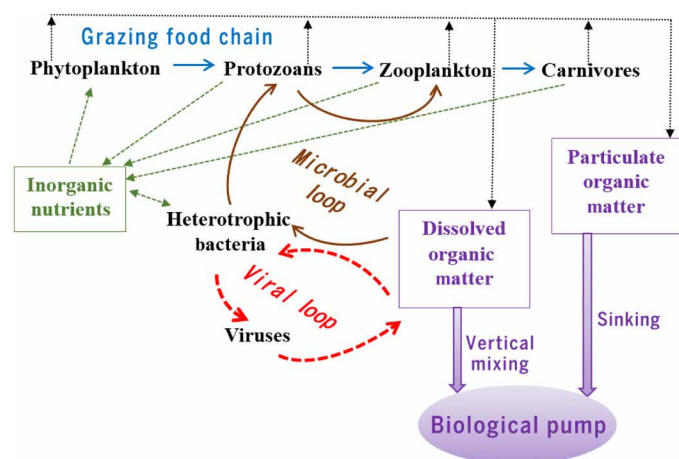 Grazing food chain
Phytoplankton
Protozoans
Zooplankton
Carnivores
Inorganic
nutrients
Microbial
loop
Particulate
organic
matter
Heterotrophic
bacteria
Dissolved
organic
matter
Viral loop
Viruses
Vertical
mixing
Sinking
Biological pump